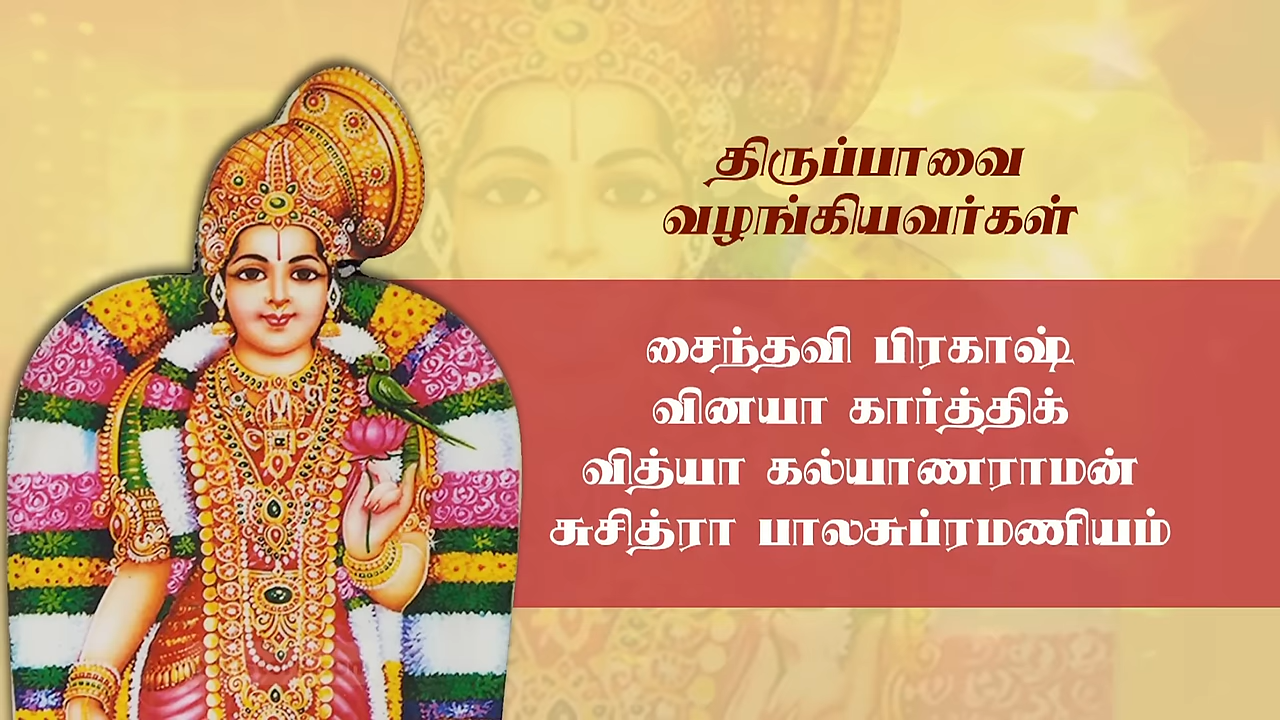 திருப்பாவை
வழங்கியவர்கள்
சைந்தவி பிரகாஷ்
வினயா கார்த்திக்
வித்யா கல்யாணராமன்
சுசித்ரா பாலசுப்ரமணியம்